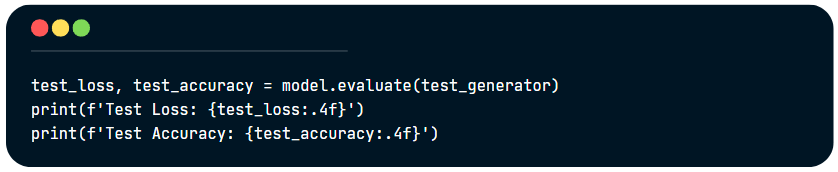 test_loss, test_accuracy = model.evaluate(test_generator)
print(f'Test Loss: {test_loss:.4f}')
print(f'Test Accuracy: {test_accuracy:.4f}')